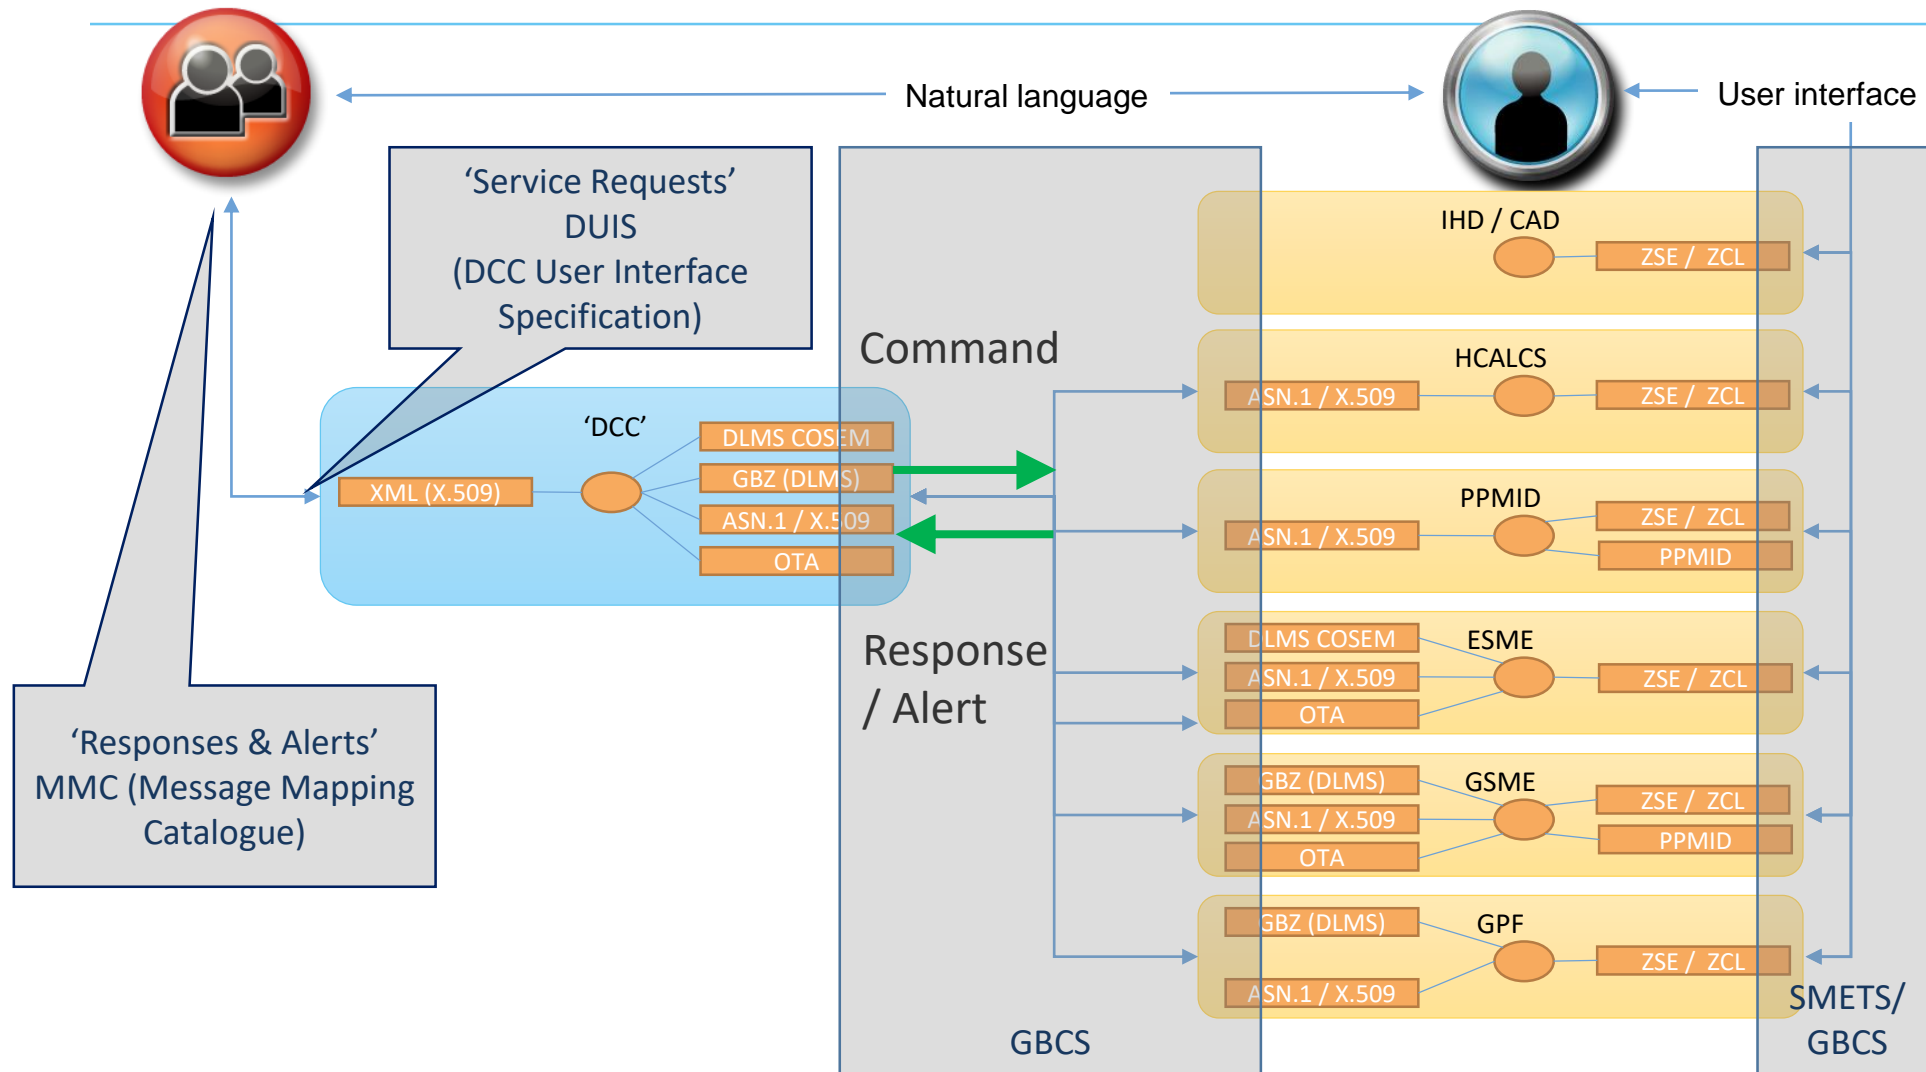 Natural language
User interface
‘Service Requests’
DUIS
(DCC User Interface
Specification)
‘DCC’
XML (X.509)
DLMS COSEM
GBZ (DLMS)
ASN.1 / X.509
OTA
‘Responses & Alerts’
MMC (Message Mapping
Catalogue)
Command
Response
/ Alert
GBCS
IHD / CAD
ZSE / ZCL
HCALCS
ASN.1 / X.509
ZSE / ZCL
PPMID
ASN.1 / X.509
ZSE / ZCL
PPMID
ESME
DLMS COSEM
ASN.1 / X.509
OTA
ZSE / ZCL
GSME
GBZ (DLMS)
ASN.1 / X.509
OTA
ZSE / ZCL
PPMID
GPF
GBZ (DLMS)
ASN.1 / X.509
ZSE / ZCL
SMETS/
GBCS